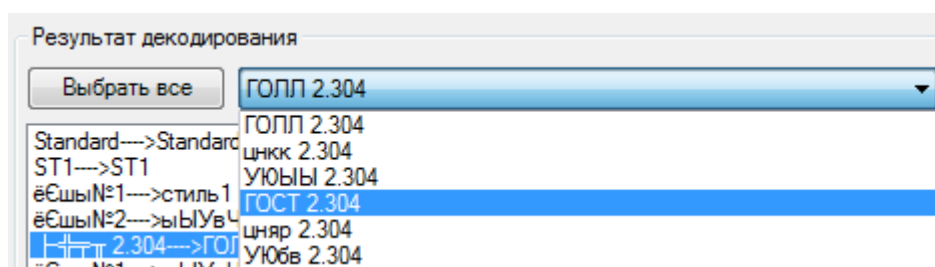 Результат декодирования
Выбрать все
ГОЛЛ 2.304
ГОЛЛ 2.304
цнкк 2.304
УЮЫЫ 2.304
ГОСТ 2.304
цняр 2.304
УЮбв 2.304
Standard---->Standard
ST1---->ST1
ёЄшы№1---->стиль1
ёЄшы№2---->ыЫУвЧ
├╬╤╥ 2.304---->ГОЛ